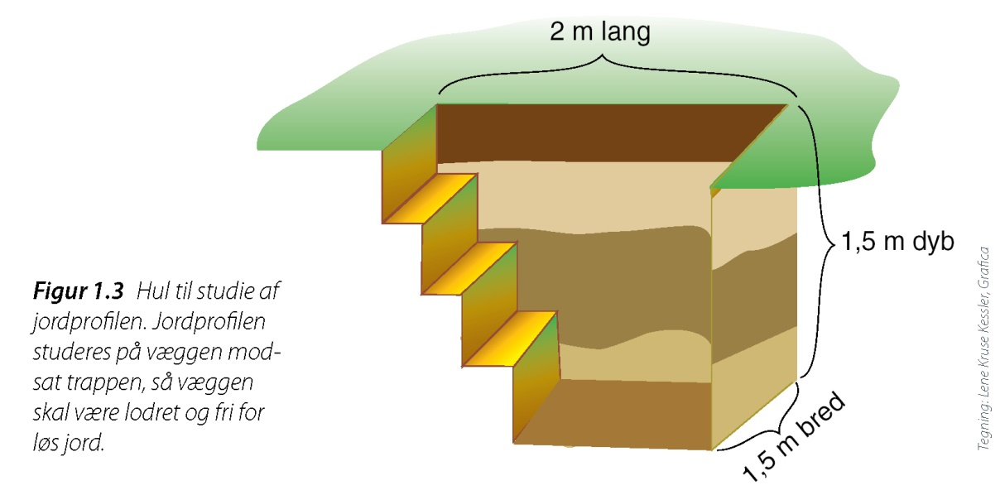 2 m lang
1,5 m dyb
1,5 m bred
Figur 1.3 Hul til studie af
jordprofilen. Jordprofilen
studeres på væggen mod-
sat trappen, så væggen
skal være lodret og fri for
løs jord.
Tegning: Lene Kruse Kessler, Grafica